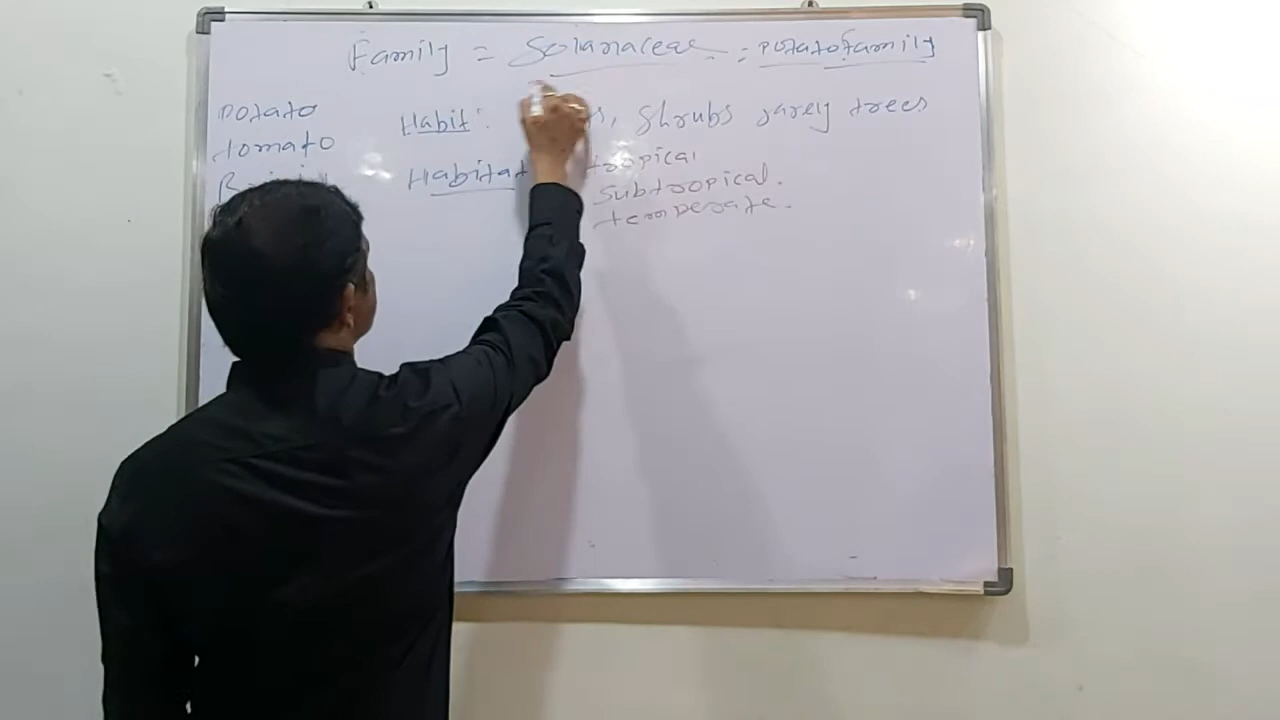 Family = Solanaceae = potato family
potato
tomato
Habit: , Shrubs rarely trees
Habitat tropical
Subtropical.
temperate.